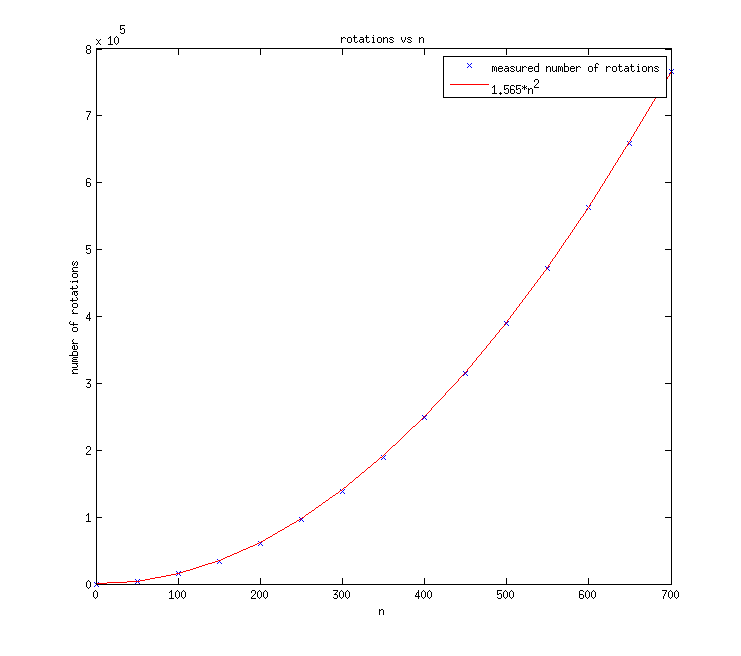 rotations vs n
x 10^5
measured number of rotations
1.565*n^2
8
7
6
5
4
3
2
1
0
number of rotations
0 100 200 300 400 500 600 700
n